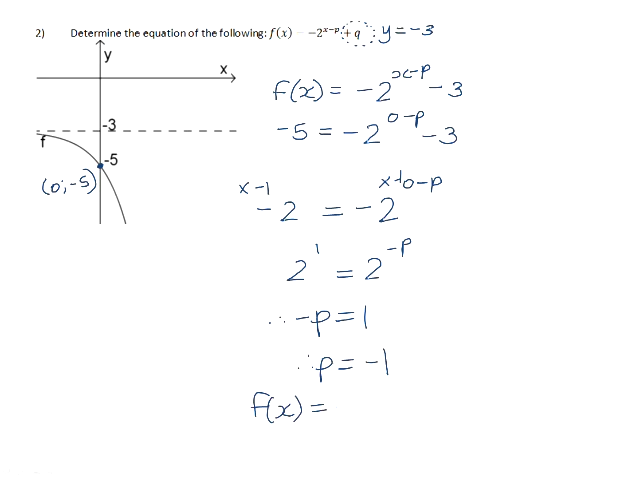 2) Determine the equation of the following: f(x) = -2^{x-p} + q : y = -3
y
x
-3
f
-5
(0; -5)
f(x) = -2^{x-p} - 3
-5 = -2^{0-p} - 3
x -1 x to-p
-2 = -2
2^1 = 2^{-p}
∴ -p = 1
∴ p = -1
f(x) =